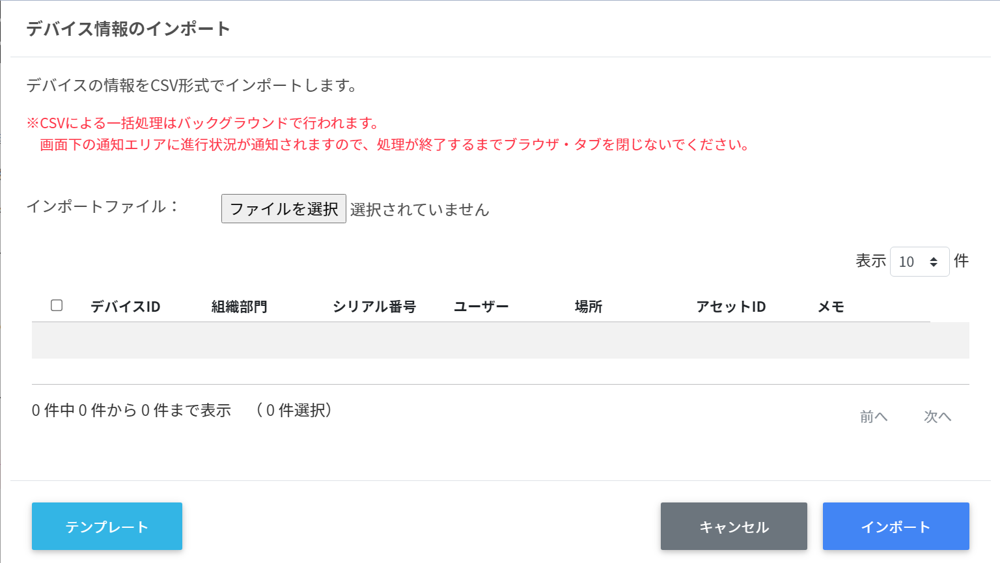 デバイス情報のインポート
デバイスの情報をCSV形式でインポートします。
※CSVによる一括処理はバックグラウンドで行われます。
画面下の通知エリアに進行状況が通知されますので、処理が終了するまでブラウザ・タブを閉じないでください。
インポートファイル： ファイルを選択 選択されていません
表示 10 件
デバイスID 組織部門 シリアル番号 ユーザー 場所 アセットID メモ
0 件中 0 件から 0 件まで表示 （ 0 件選択）
前へ 次へ
テンプレート キャンセル インポート